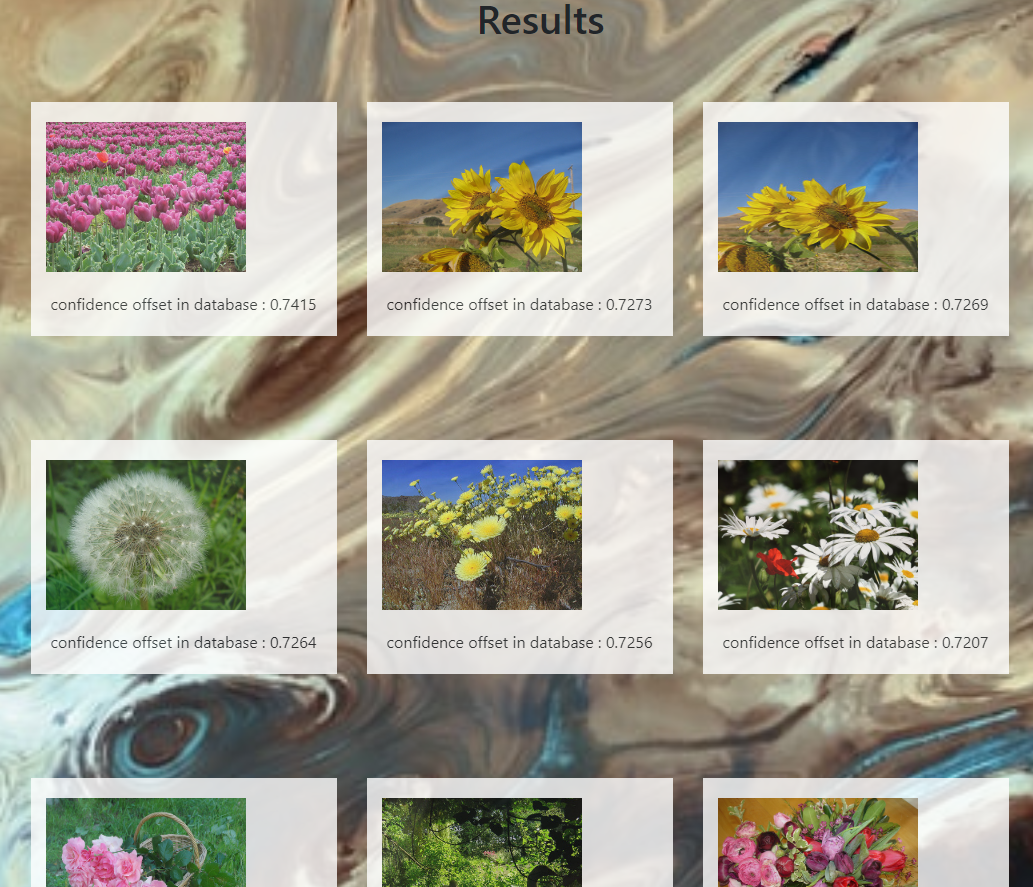 Results
confidence offset in database : 0.7415
confidence offset in database : 0.7273
confidence offset in database : 0.7269
confidence offset in database : 0.7264
confidence offset in database : 0.7256
confidence offset in database : 0.7207